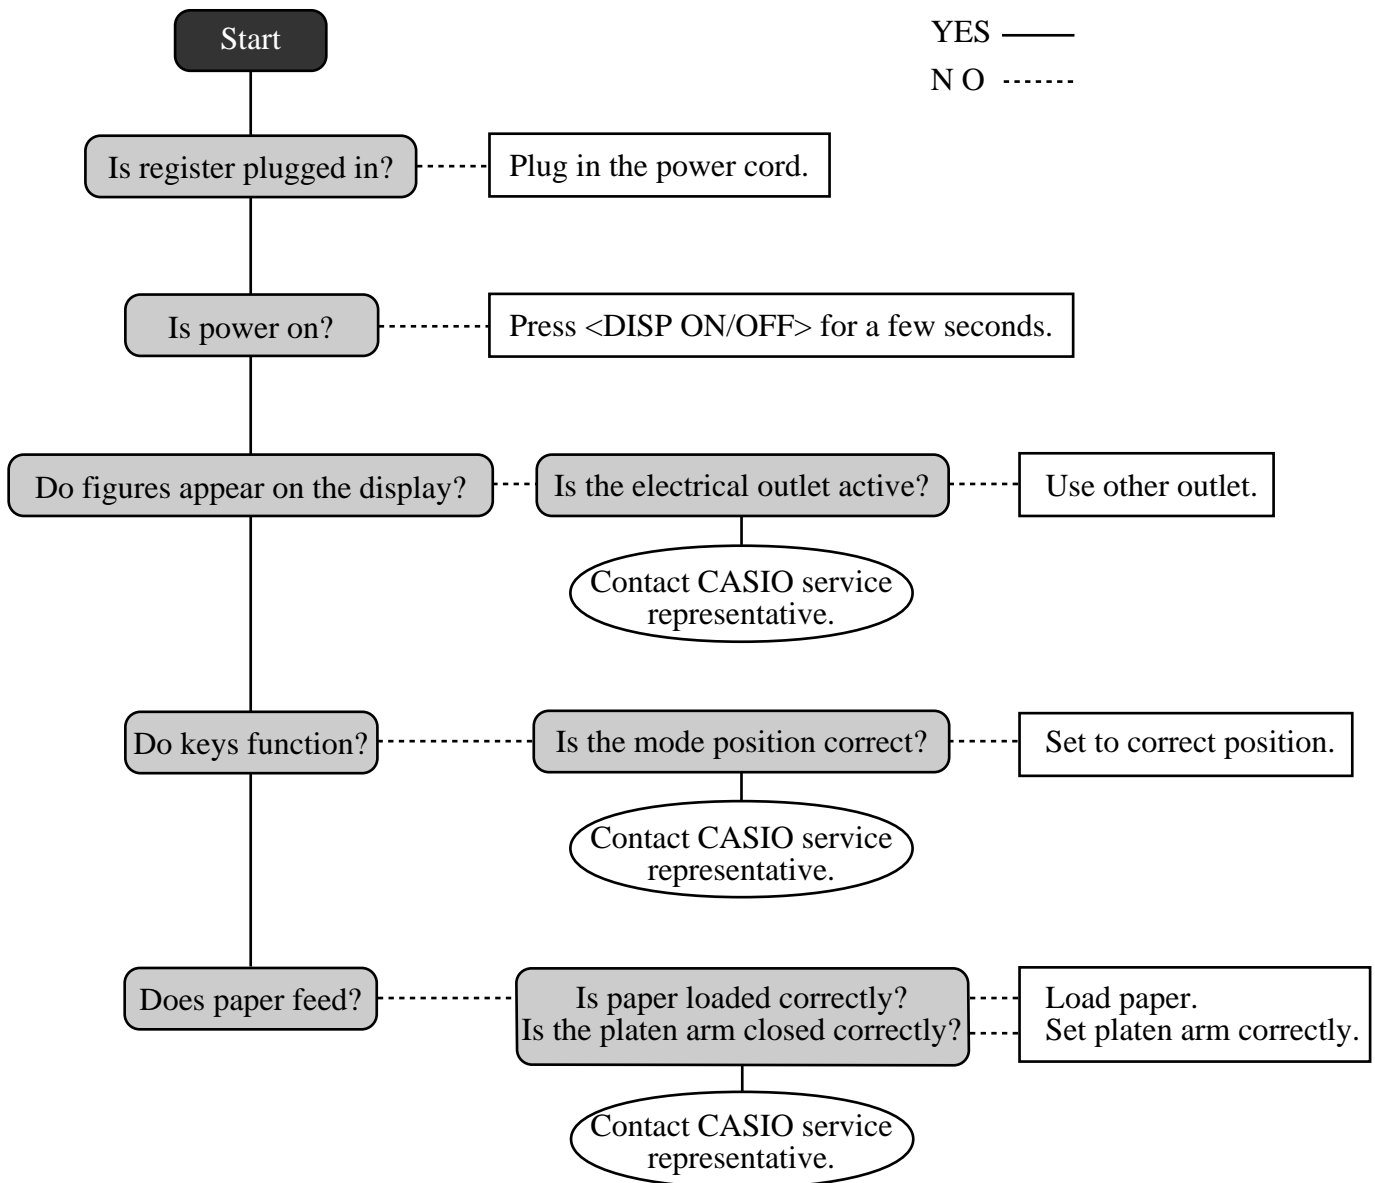 Start
YES
N O
Is register plugged in?
Plug in the power cord.
Is power on?
Press <DISP ON/OFF> for a few seconds.
Do figures appear on the display?
Is the electrical outlet active?
Use other outlet.
Contact CASIO service
representative.
Do keys function?
Is the mode position correct?
Set to correct position.
Contact CASIO service
representative.
Does paper feed?
Is paper loaded correctly?
Is the platen arm closed correctly?
Load paper.
Set platen arm correctly.
Contact CASIO service
representative.